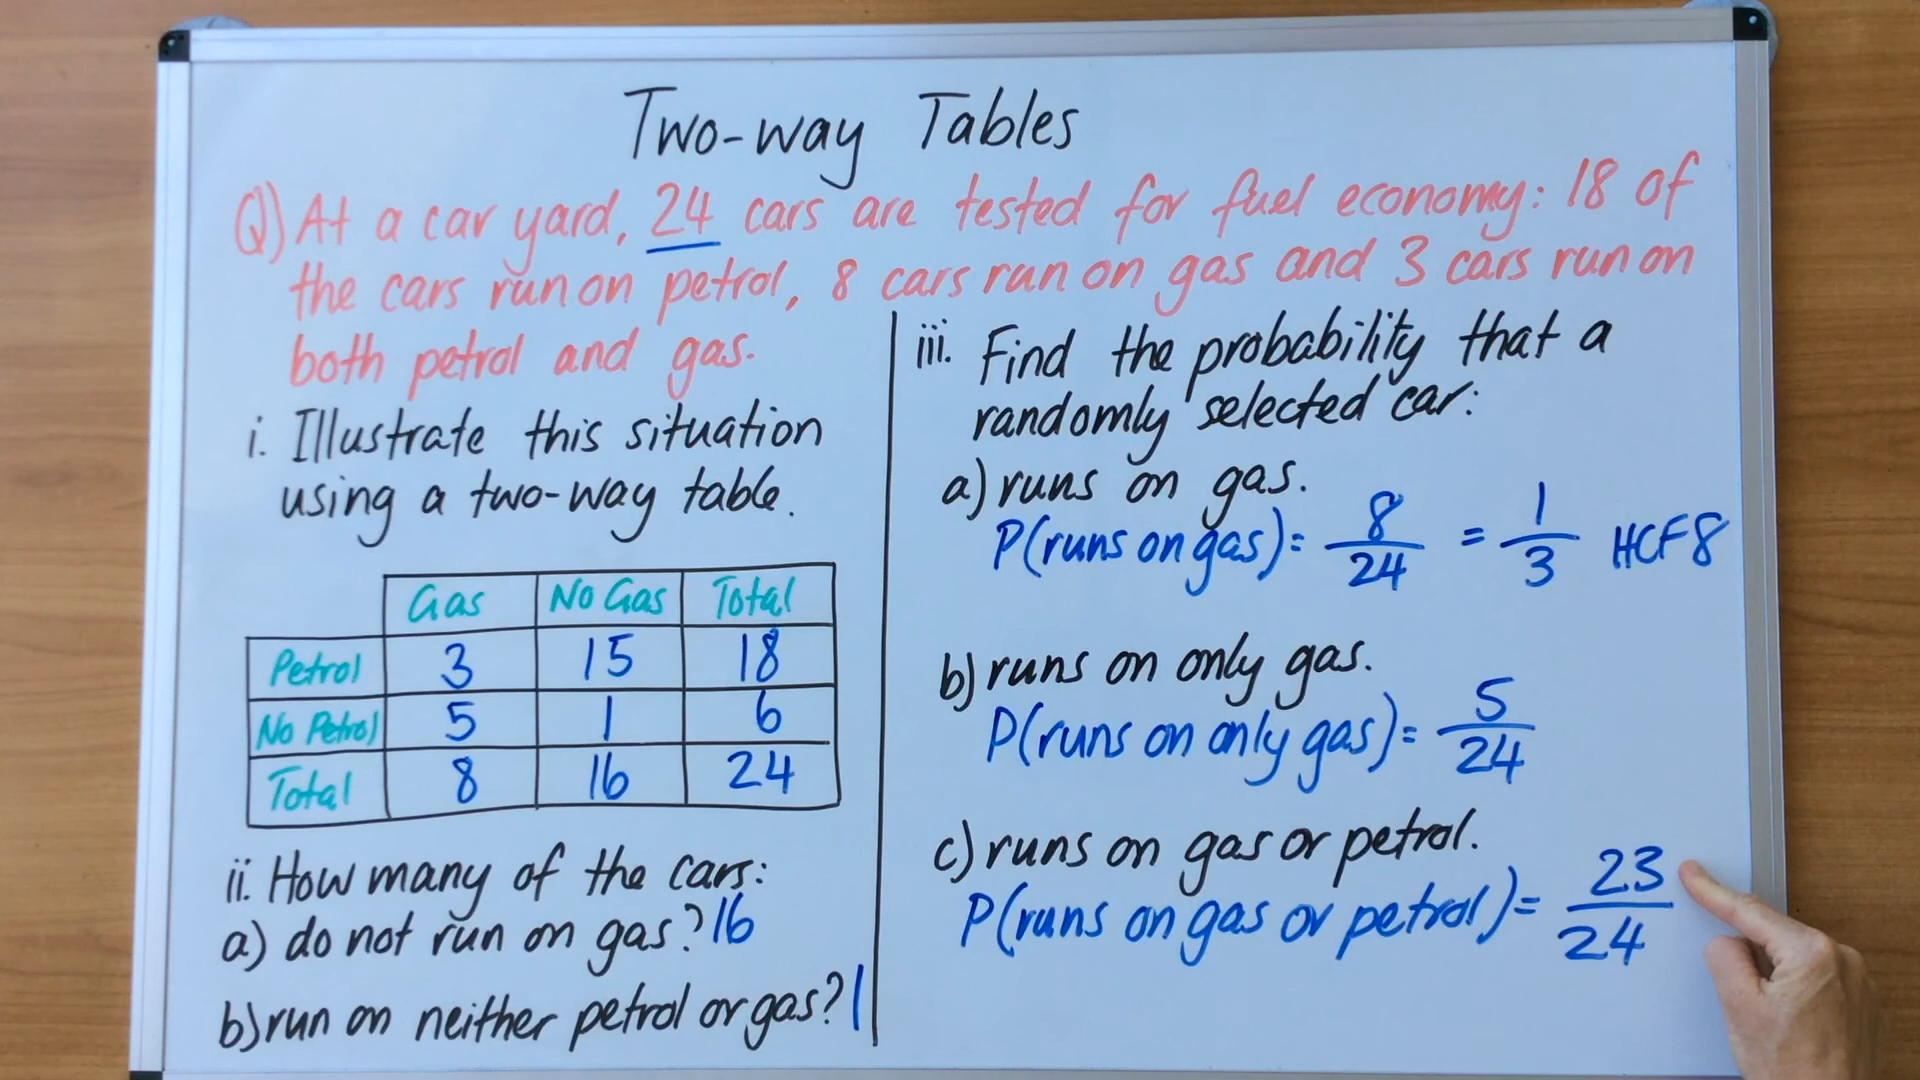 Two-way Tables
Q) At a car yard, 24 cars are tested for fuel economy: 18 of
the cars run on petrol, 8 cars run on gas and 3 cars run on
both petrol and gas.
i. Illustrate this situation
using a two-way table.
Gas No Gas Total
Petrol 3 15 18
No Petrol 5 1 6
Total 8 16 24
ii. How many of the cars:
a) do not run on gas? 16
b) run on neither petrol or gas? 1
iii. Find the probability that a
randomly selected car:
a) runs on gas.
P(runs on gas) = 8/24 = 1/3 HCF 8
b) runs on only gas.
P(runs on only gas) = 5/24
c) runs on gas or petrol.
P(runs on gas or petrol) = 23/24